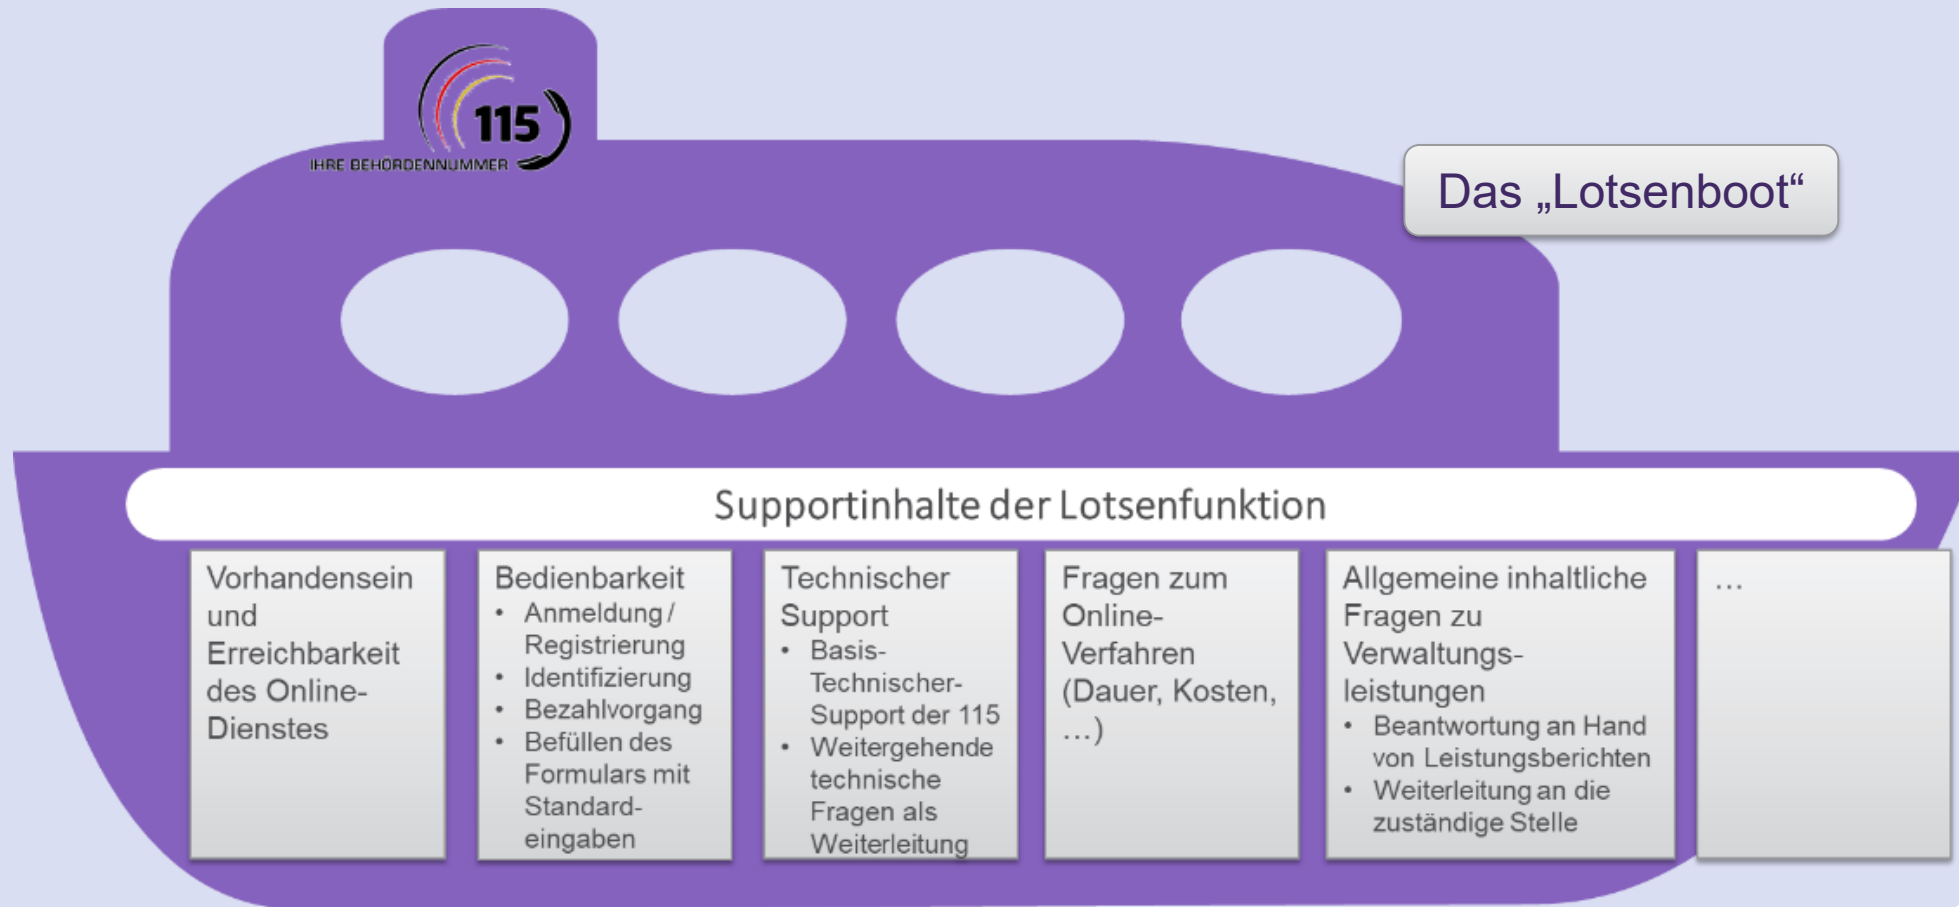 115
IHRE BEHÖRDENNUMMER
Das „Lotsenboot“
Supportinhalte der Lotsenfunktion
Vorhandensein
und
Erreichbarkeit
des Online-
Dienstes
Bedienbarkeit
• Anmeldung /
Registrierung
• Identifizierung
• Bezahlvorgang
• Befüllen des
Formulars mit
Standard-
eingaben
Technischer
Support
• Basis-
Technischer-
Support der 115
• Weitergehende
technische
Fragen als
Weiterleitung
Fragen zum
Online-
Verfahren
(Dauer, Kosten,
…)
Allgemeine inhaltliche
Fragen zu
Verwaltungs-
leistungen
• Beantwortung an Hand
von Leistungsberichten
• Weiterleitung an die
zuständige Stelle
…